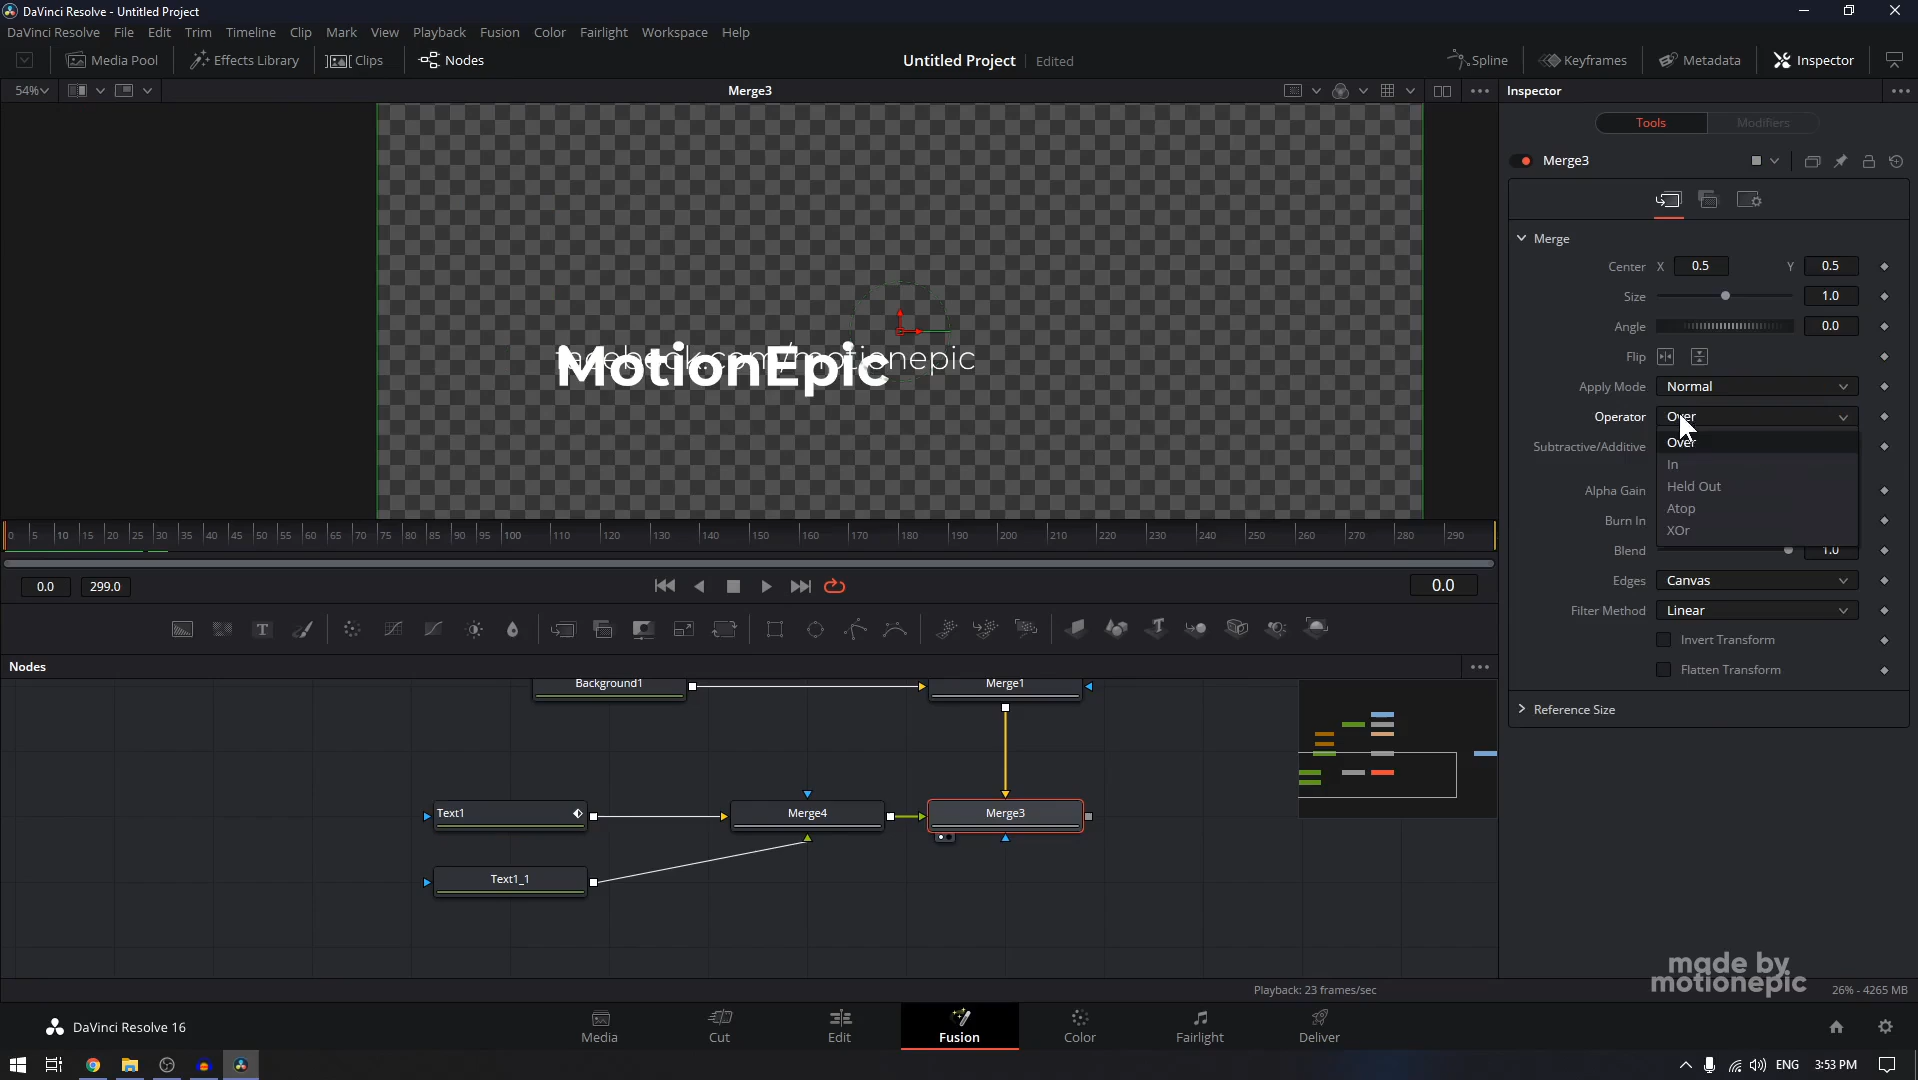 DaVinci Resolve - Untitled Project
DaVinci Resolve File Edit Trim Timeline Clip Mark View Playback Fusion Color Fairlight Workspace Help
Media Pool Effects Library Clips Nodes Untitled Project Edited Spline Keyframes Metadata Inspector
54% Merge3 Inspector
Tools Modifiers
Merge3
Merge
Center X 0.5 Y 0.5
Size 1.0
Angle 0.0
Flip
Apply Mode Normal
Operator Over
Over
Subtractive/Additive
In
Held Out
Alpha Gain
Atop
Burn In
XOr
Blend 1.0
Edges Canvas
Filter Method Linear
Invert Transform
Flatten Transform
Reference Size
facebook.com/motionepic
MotionEpic
0 5 10 15 20 25 30 35 40 45 50 55 60 65 70 75 80 85 90 95 100 110 120 130 140 150 160 170 180 190 200 210 220 230 240 250 260 270 280 290
0.0 299.0 0.0
Nodes
Background1 Merge1
Text1 Merge4 Merge3
Text1_1
made by
motionepic
Playback: 23 frames/sec 26% - 4265 MB
DaVinci Resolve 16 Media Cut Edit Fusion Color Fairlight Deliver
ENG 3:53 PM